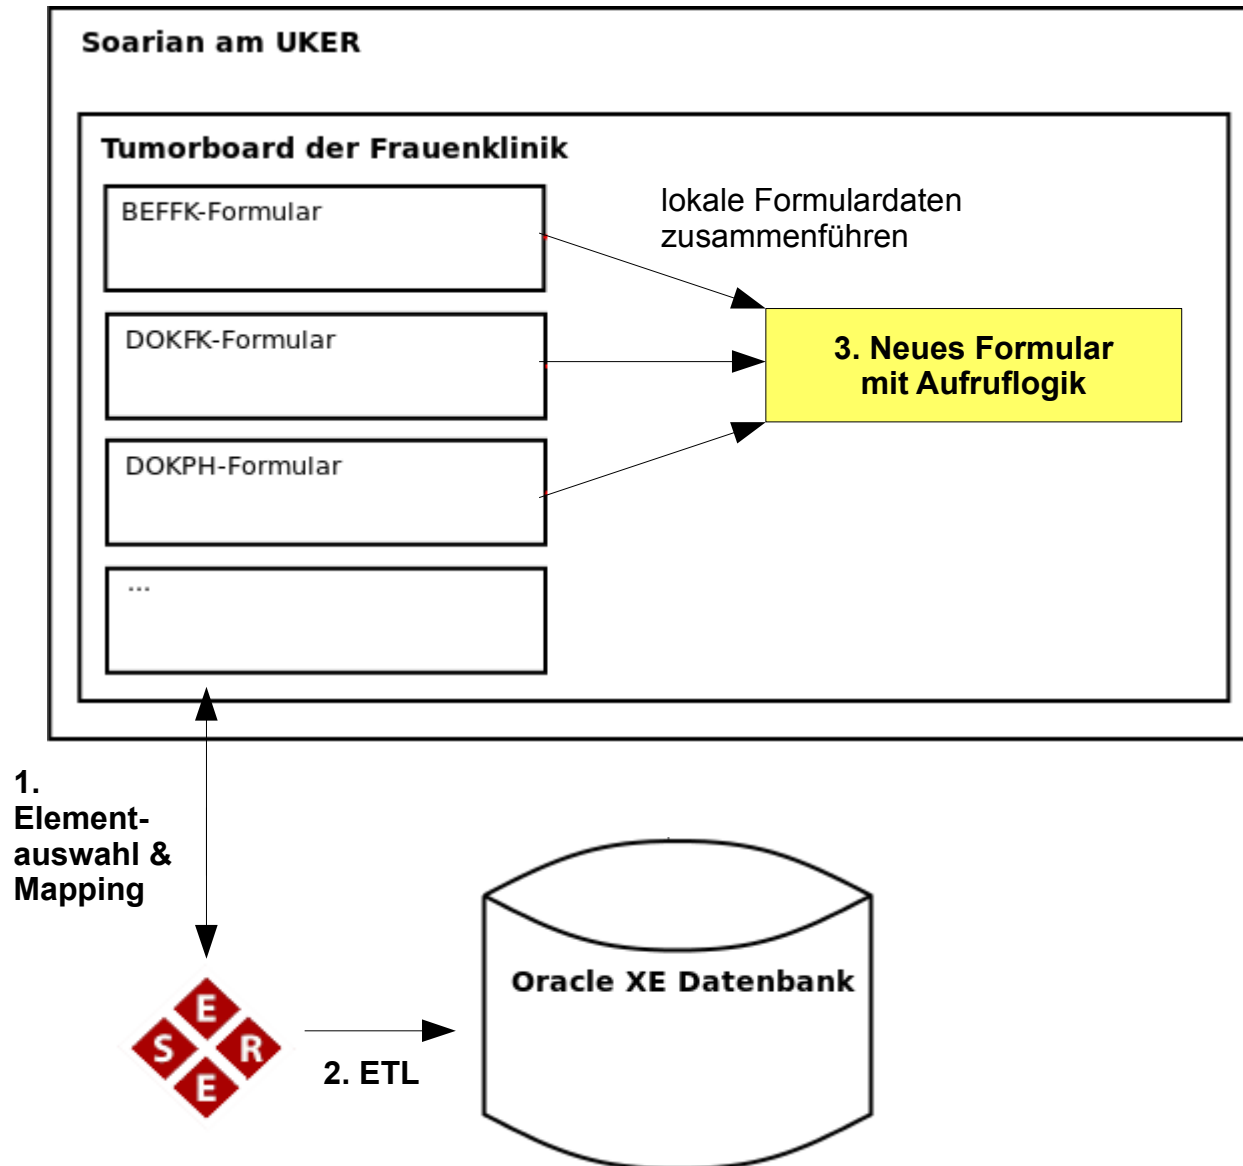 Soarian am UKER
Tumorboard der Frauenklinik
BEFFK-Formular
lokale Formulardaten
zusammenführen
DOKFK-Formular
3. Neues Formular
mit Aufruflogik
DOKPH-Formular
...
1.
Element-
auswahl &
Mapping
Oracle XE Datenbank
E
S R
E
2. ETL